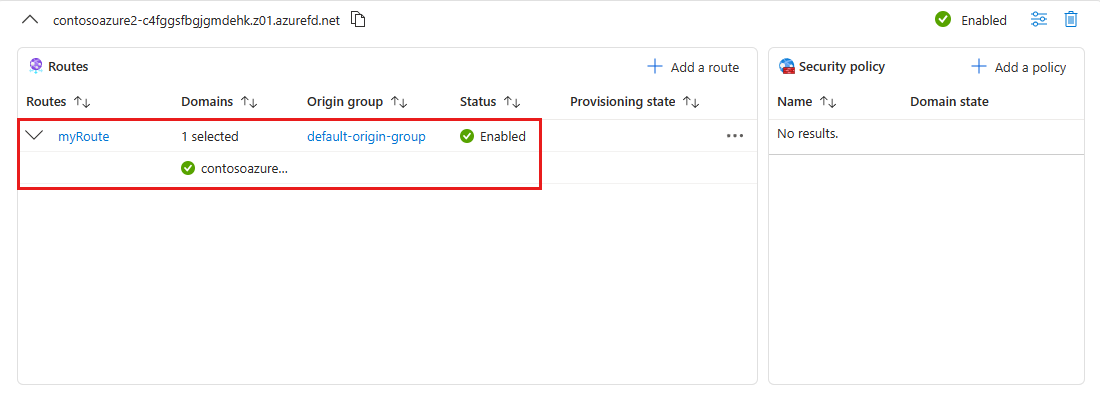 contosoazure2-c4fggsfbgjgmdehk.z01.azurefd.net
Enabled
Routes
Add a route
Routes Domains Origin group Status Provisioning state
myRoute 1 selected default-origin-group Enabled
contosoazure...
Security policy
Add a policy
Name Domain state
No results.